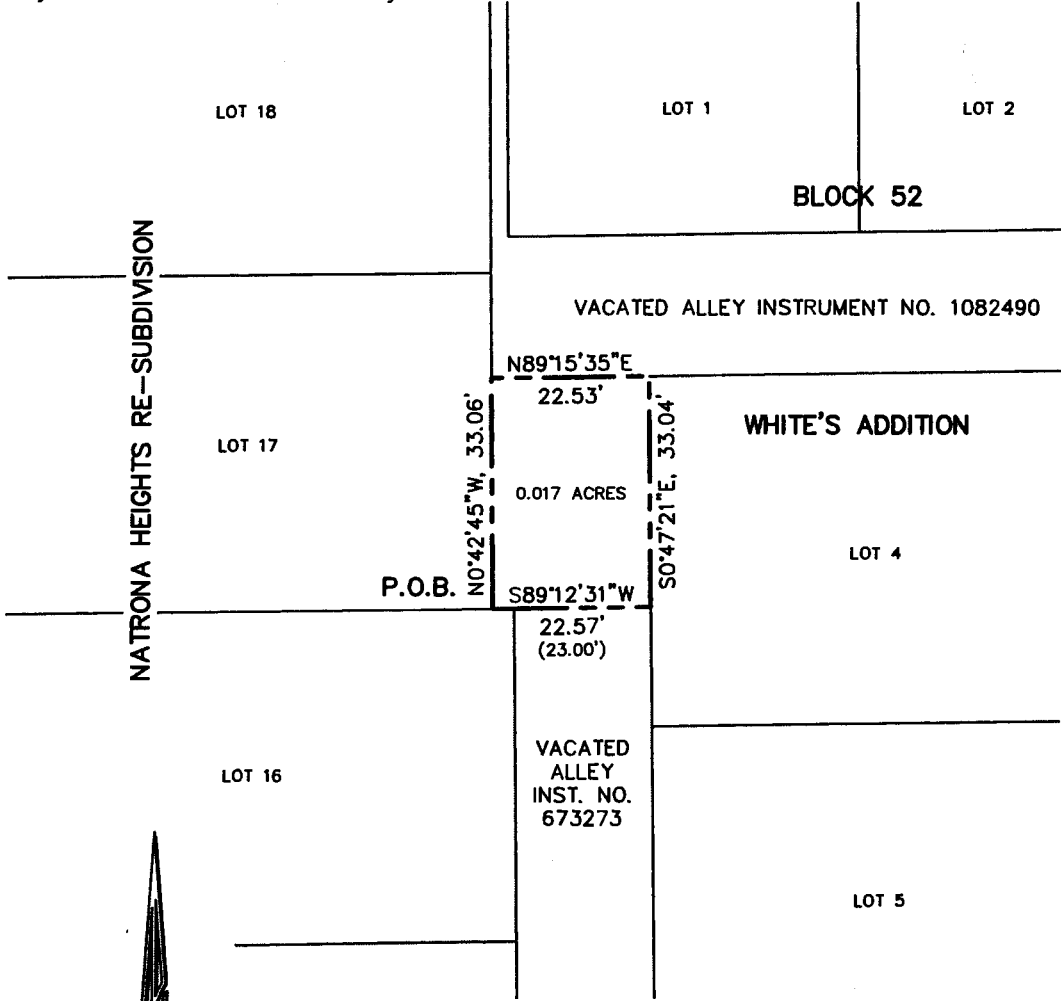 LOT 18
LOT 1
LOT 2
BLOCK 52
NATRONA HEIGHTS RE-SUBDIVISION
VACATED ALLEY INSTRUMENT NO. 1082490
N89°15'35"E
22.53'
WHITE'S ADDITION
LOT 17
N0°42'45"W, 33.06'
0.017 ACRES
S0°47'21"E, 33.04'
LOT 4
P.O.B.
S89°12'31"W
22.57'
(23.00')
VACATED
ALLEY
INST. NO.
673273
LOT 16
LOT 5